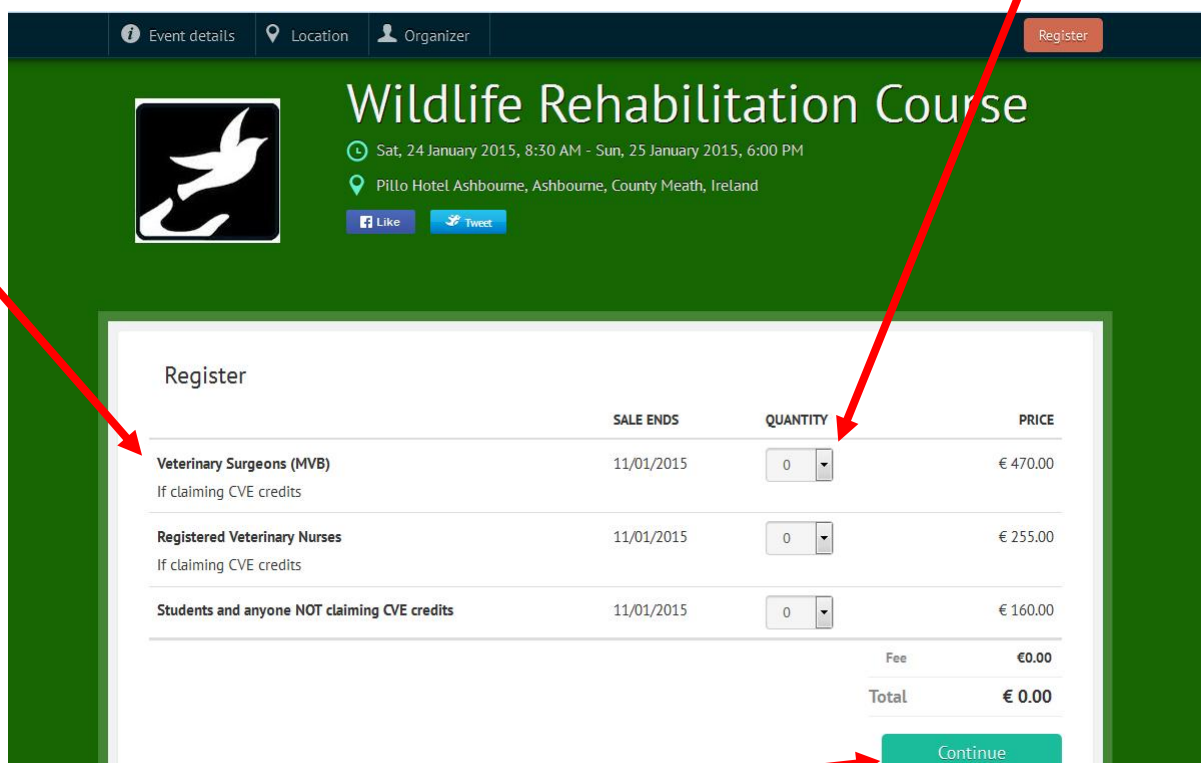 Event details Location Organizer Register
Wildlife Rehabilitation Course
Sat, 24 January 2015, 8:30 AM - Sun, 25 January 2015, 6:00 PM
Pillo Hotel Ashbourne, Ashbourne, County Meath, Ireland
Like Tweet
Register
SALE ENDS QUANTITY PRICE
Veterinary Surgeons (MVB) 11/01/2015 0 € 470.00
If claiming CVE credits
Registered Veterinary Nurses 11/01/2015 0 € 255.00
If claiming CVE credits
Students and anyone NOT claiming CVE credits 11/01/2015 0 € 160.00
Fee €0.00
Total € 0.00
Continue